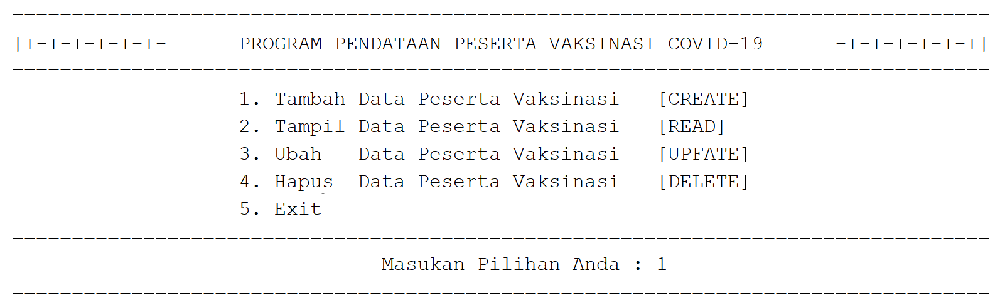 ==================================================================================
|+-+-+-+-+-+-      PROGRAM PENDATAAN PESERTA VAKSINASI COVID-19      -+-+-+-+-+-+|
==================================================================================
1. Tambah Data Peserta Vaksinasi   [CREATE]
2. Tampil Data Peserta Vaksinasi   [READ]
3. Ubah   Data Peserta Vaksinasi   [UPFATE]
4. Hapus  Data Peserta Vaksinasi   [DELETE]
5. Exit
==================================================================================
Masukan Pilihan Anda : 1
==================================================================================